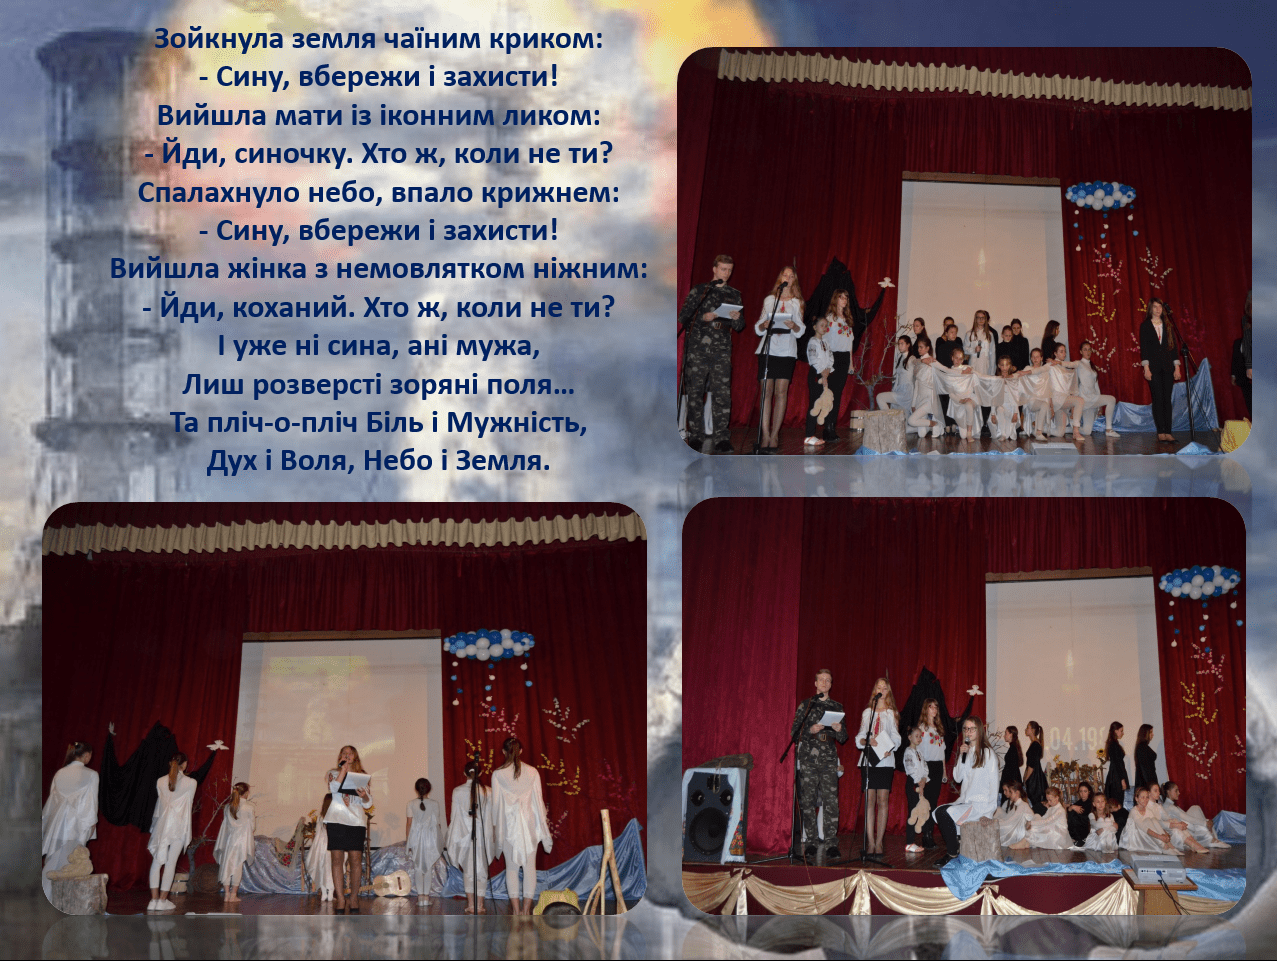 Зойкнула земля чаїним криком:
- Сину, вбережи і захисти!
Вийшла мати із іконним ликом:
- Йди, синочку. Хто ж, коли не ти?
Спалахнуло небо, впало крижнем:
- Сину, вбережи і захисти!
Вийшла жінка з немовлятком ніжним:
- Йди, коханий. Хто ж, коли не ти?
І уже ні сина, ані мужа,
Лиш розверсті зоряні поля…
Та пліч-о-пліч Біль і Мужність,
Дух і Воля, Небо і Земля.
.04.19